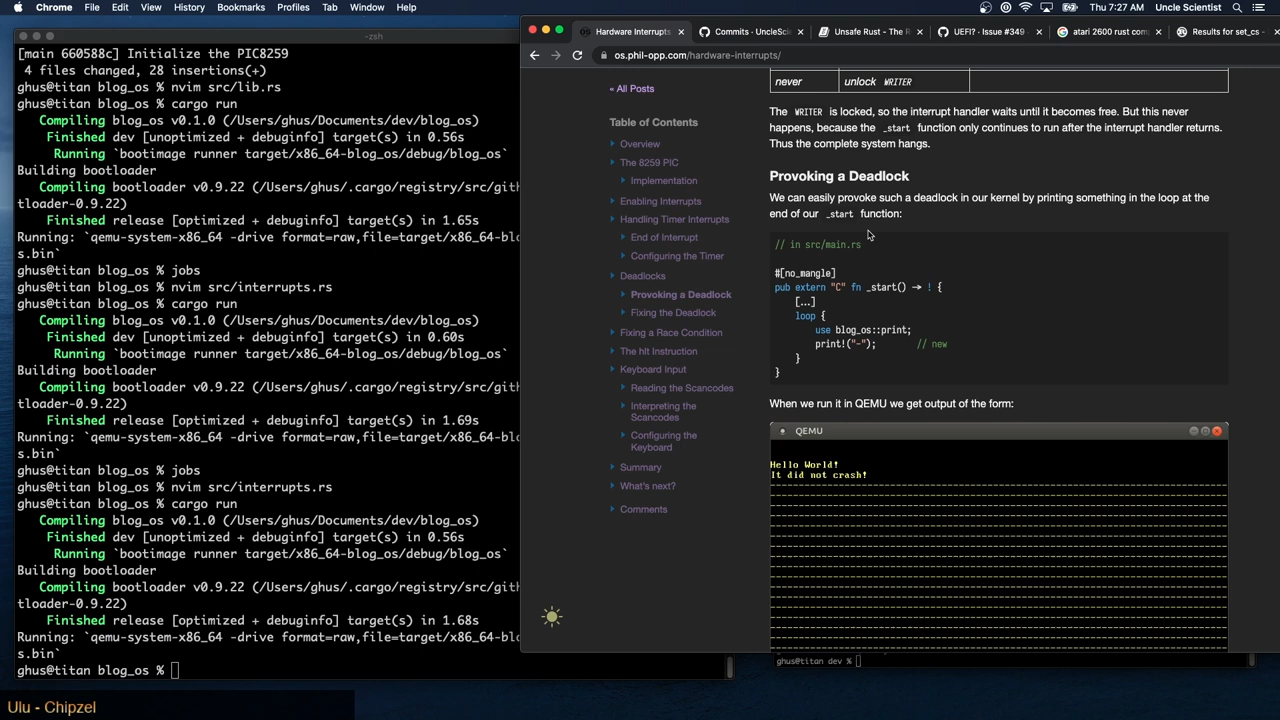 Chrome File Edit View History Bookmarks Profiles Tab Window Help Thu 7:27 AM Uncle Scientist
-zsh
[main 660588c] Initialize the PIC8259
4 files changed, 28 insertions(+)
ghus@titan blog_os % nvim src/lib.rs
ghus@titan blog_os % cargo run
Compiling blog_os v0.1.0 (/Users/ghus/Documents/dev/blog_os)
Finished dev [unoptimized + debuginfo] target(s) in 0.56s
Running `bootimage runner target/x86_64-blog_os/debug/blog_os`
Building bootloader
Compiling bootloader v0.9.22 (/Users/ghus/.cargo/registry/src/gith
tloader-0.9.22)
Finished release [optimized + debuginfo] target(s) in 1.65s
Running: `qemu-system-x86_64 -drive format=raw,file=target/x86_64-blo
s.bin`
ghus@titan blog_os % jobs
ghus@titan blog_os % nvim src/interrupts.rs
ghus@titan blog_os % cargo run
Compiling blog_os v0.1.0 (/Users/ghus/Documents/dev/blog_os)
Finished dev [unoptimized + debuginfo] target(s) in 0.60s
Running `bootimage runner target/x86_64-blog_os/debug/blog_os`
Building bootloader
Compiling bootloader v0.9.22 (/Users/ghus/.cargo/registry/src/gith
tloader-0.9.22)
Finished release [optimized + debuginfo] target(s) in 1.69s
Running: `qemu-system-x86_64 -drive format=raw,file=target/x86_64-blo
s.bin`
ghus@titan blog_os % jobs
ghus@titan blog_os % nvim src/interrupts.rs
ghus@titan blog_os % cargo run
Compiling blog_os v0.1.0 (/Users/ghus/Documents/dev/blog_os)
Finished dev [unoptimized + debuginfo] target(s) in 0.56s
Running `bootimage runner target/x86_64-blog_os/debug/blog_os`
Building bootloader
Compiling bootloader v0.9.22 (/Users/ghus/.cargo/registry/src/gith
tloader-0.9.22)
Finished release [optimized + debuginfo] target(s) in 1.68s
Running: `qemu-system-x86_64 -drive format=raw,file=target/x86_64-blo
s.bin`
ghus@titan blog_os %
Hardware Interrupts Commits · UncleSci Unsafe Rust - The R UEFI? · Issue #349 atari 2600 rust comp Results for set_cs
os.phil-opp.com/hardware-interrupts/
« All Posts
Table of Contents
Overview
The 8259 PIC
Implementation
Enabling Interrupts
Handling Timer Interrupts
End of Interrupt
Configuring the Timer
Deadlocks
Provoking a Deadlock
Fixing the Deadlock
Fixing a Race Condition
The hlt Instruction
Keyboard Input
Reading the Scancodes
Interpreting the
Scancodes
Configuring the
Keyboard
Summary
What's next?
Comments
never unlock WRITER
The WRITER is locked, so the interrupt handler waits until it becomes free. But this never
happens, because the _start function only continues to run after the interrupt handler returns.
Thus the complete system hangs.
Provoking a Deadlock
We can easily provoke such a deadlock in our kernel by printing something in the loop at the
end of our _start function:
// in src/main.rs
#[no_mangle]
pub extern "C" fn _start() -> ! {
[...]
loop {
use blog_os::print;
print!("-"); // new
}
}
When we run it in QEMU we get output of the form:
QEMU
Hello World!
It did not crash!
ghus@titan dev %
Ulu - Chipzel